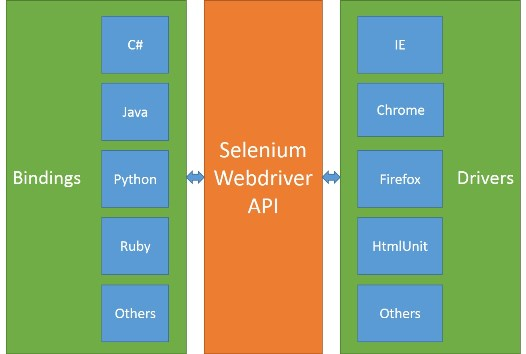 Bindings
C#
Java
Python
Ruby
Others
Selenium
Webdriver
API
IE
Chrome
Firefox
HtmlUnit
Others
Drivers